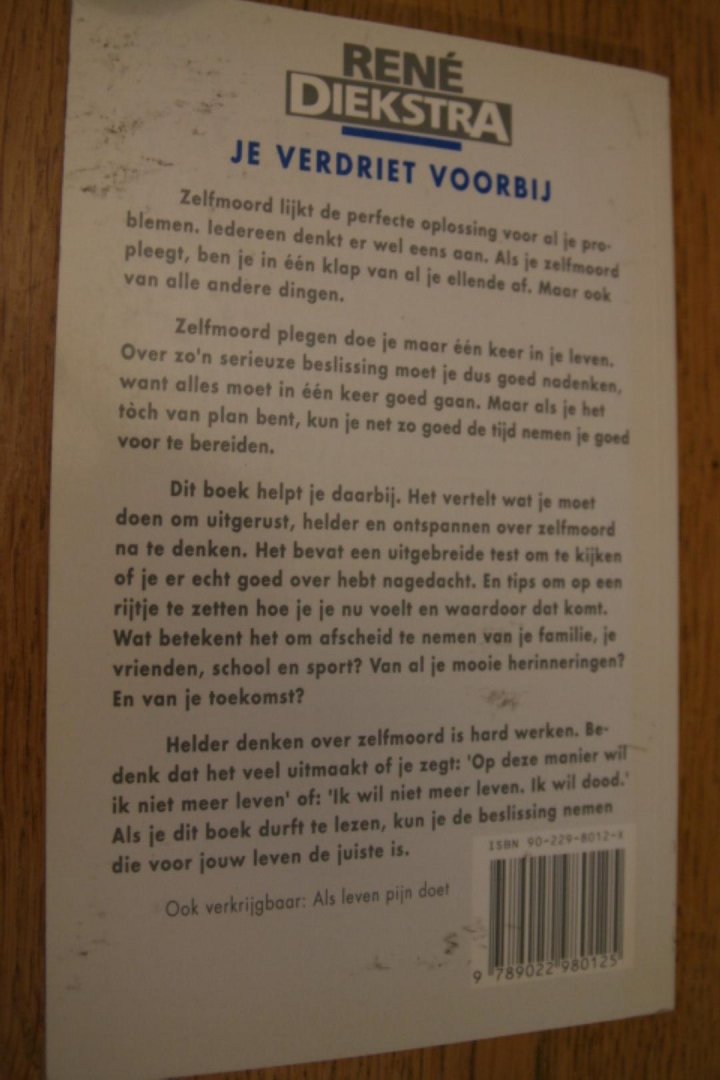 RENÉ
DIEKSTRA
JE VERDRIET VOORBIJ
Zelfmoord lijkt de perfecte oplossing voor al je pro-
blemen. Iedereen denkt er wel eens aan. Als je zelfmoord
pleegt, ben je in één klap van al je ellende af. Maar ook
van alle andere dingen.
Zelfmoord plegen doe je maar één keer in je leven.
Over zo'n serieuze beslissing moet je dus goed nadenken,
want alles moet in één keer goed gaan. Maar als je het
tòch van plan bent, kun je net zo goed de tijd nemen je goed
voor te bereiden.
Dit boek helpt je daarbij. Het vertelt wat je moet
doen om uitgerust, helder en ontspannen over zelfmoord
na te denken. Het bevat een uitgebreide test om te kijken
of je er echt goed over hebt nagedacht. En tips om op een
rijtje te zetten hoe je je nu voelt en waardoor dat komt.
Wat betekent het om afscheid te nemen van je familie, je
vrienden, school en sport? Van al je mooie herinneringen?
En van je toekomst?
Helder denken over zelfmoord is hard werken. Be-
denk dat het veel uitmaakt of je zegt: 'Op deze manier wil
ik niet meer leven' of: 'Ik wil niet meer leven. Ik wil dood.'
Als je dit boek durft te lezen, kun je de beslissing nemen
die voor jouw leven de juiste is.
Ook verkrijgbaar: Als leven pijn doet
ISBN 90-229-8012-X
9 789022 980125